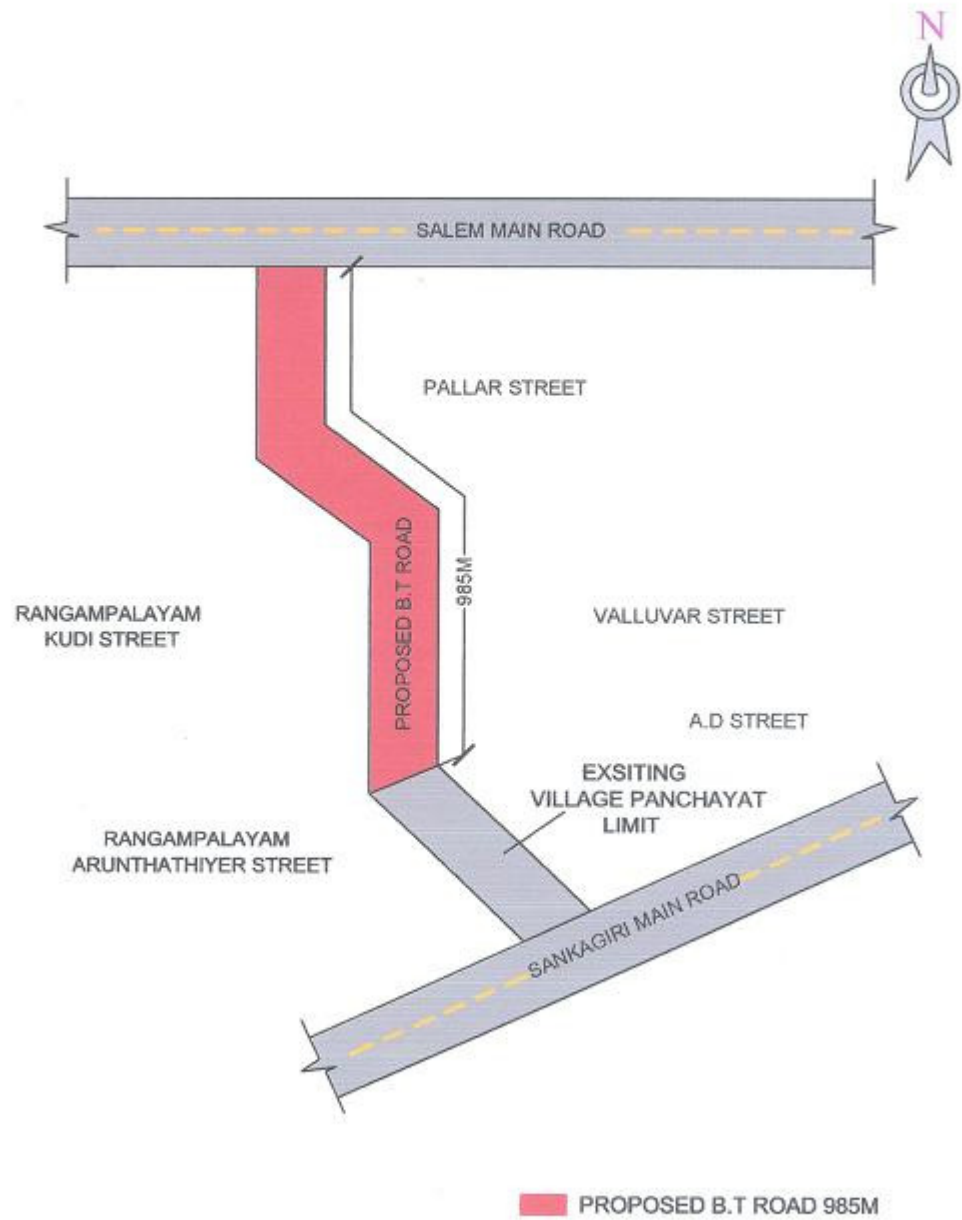 N
SALEM MAIN ROAD
PALLAR STREET
PROPOSED B.T ROAD
985M
RANGAMPALAYAM
KUDI STREET
VALLUVAR STREET
A.D STREET
EXSITING
VILLAGE PANCHAYAT
LIMIT
RANGAMPALAYAM
ARUNTHATHIYER STREET
SANKAGIRI MAIN ROAD
PROPOSED B.T ROAD 985M